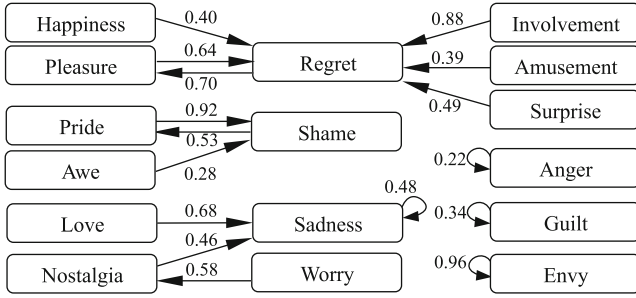 Happiness 0.40 0.88 Involvement
Pleasure 0.64 Regret 0.39 Amusement
0.70
Pride 0.92 Shame 0.49 Surprise
0.53
Awe 0.28 0.22 Anger
Love 0.68 Sadness 0.48 0.34 Guilt
0.46
Nostalgia 0.58 Worry 0.96 Envy